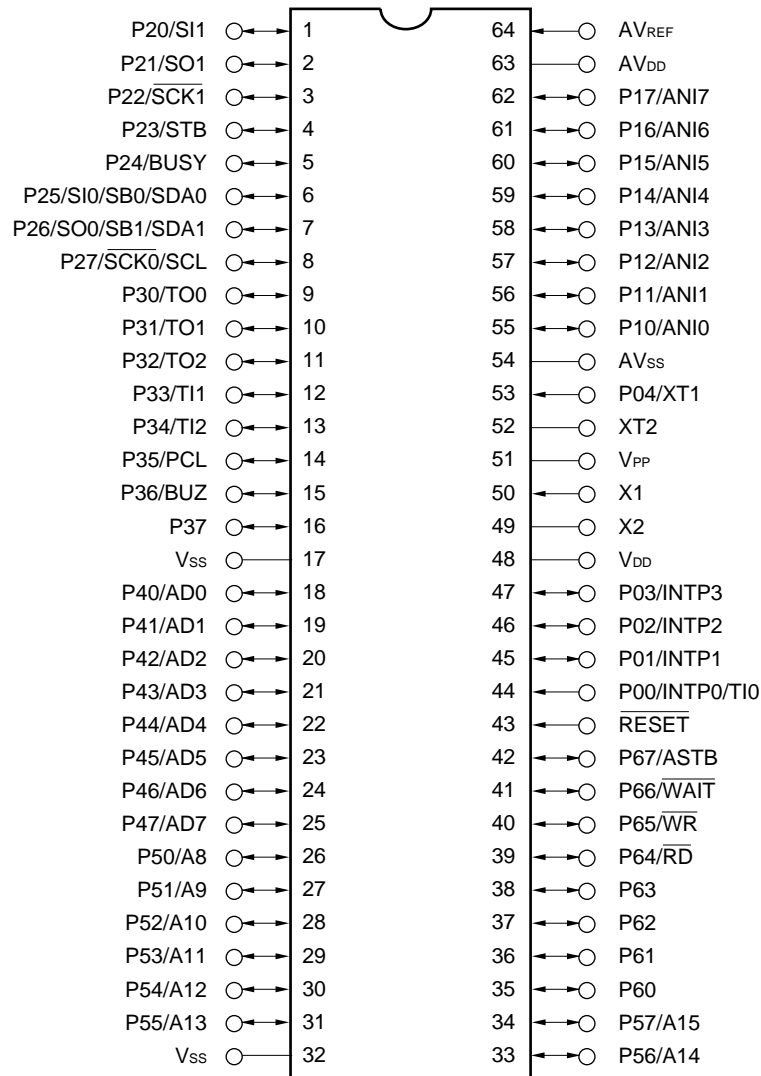 P20/SI1 1 64 AVREF
P21/SO1 2 63 AVDD
P22/SCK1 3 62 P17/ANI7
P23/STB 4 61 P16/ANI6
P24/BUSY 5 60 P15/ANI5
P25/SI0/SB0/SDA0 6 59 P14/ANI4
P26/SO0/SB1/SDA1 7 58 P13/ANI3
P27/SCK0/SCL 8 57 P12/ANI2
P30/TO0 9 56 P11/ANI1
P31/TO1 10 55 P10/ANI0
P32/TO2 11 54 AVSS
P33/TI1 12 53 P04/XT1
P34/TI2 13 52 XT2
P35/PCL 14 51 VPP
P36/BUZ 15 50 X1
P37 16 49 X2
VSS 17 48 VDD
P40/AD0 18 47 P03/INTP3
P41/AD1 19 46 P02/INTP2
P42/AD2 20 45 P01/INTP1
P43/AD3 21 44 P00/INTP0/TI0
P44/AD4 22 43 RESET
P45/AD5 23 42 P67/ASTB
P46/AD6 24 41 P66/WAIT
P47/AD7 25 40 P65/WR
P50/A8 26 39 P64/RD
P51/A9 27 38 P63
P52/A10 28 37 P62
P53/A11 29 36 P61
P54/A12 30 35 P60
P55/A13 31 34 P57/A15
VSS 32 33 P56/A14